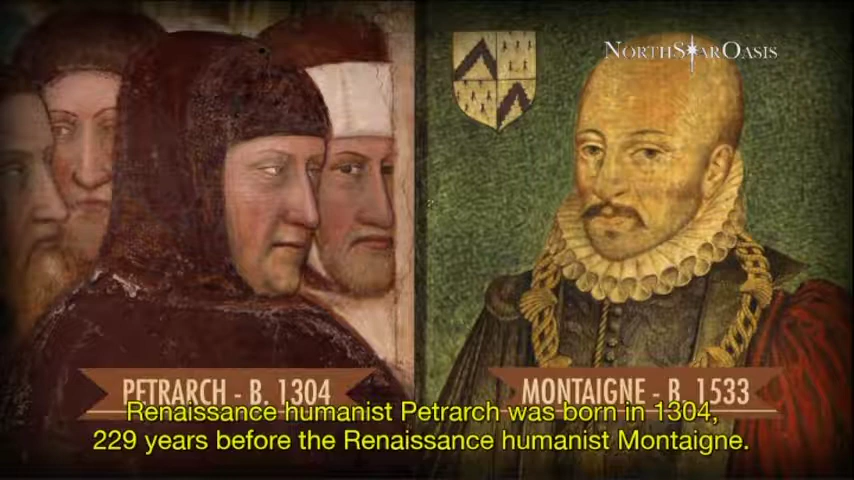 NORTHSTAROASIS
PETRARCH - B. 1304
MONTAIGNE - B. 1533
Renaissance humanist Petrarch was born in 1304,
229 years before the Renaissance humanist Montaigne.